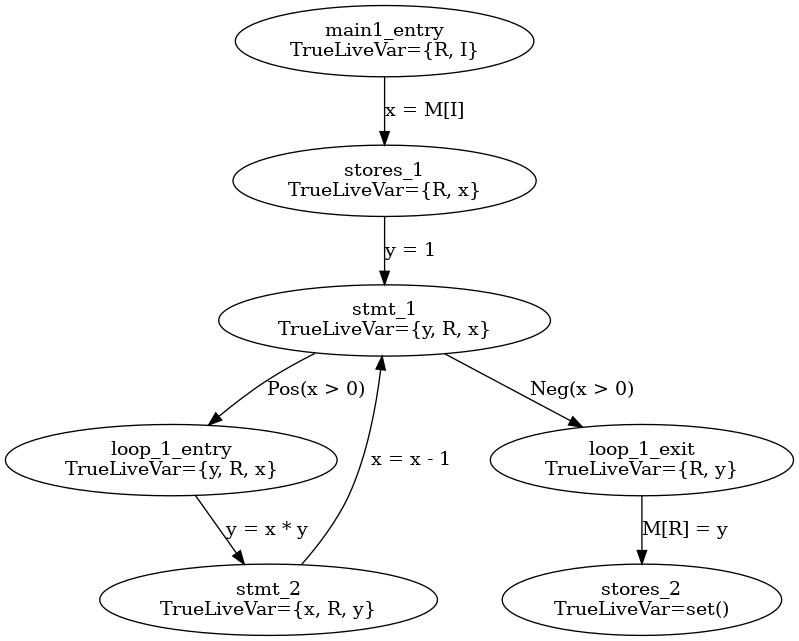 main1_entry
TrueLiveVar={R, I}
x = M[I]
stores_1
TrueLiveVar={R, x}
y = 1
stmt_1
TrueLiveVar={y, R, x}
Pos(x > 0)
Neg(x > 0)
loop_1_entry
TrueLiveVar={y, R, x}
x = x - 1
loop_1_exit
TrueLiveVar={R, y}
y = x * y
M[R] = y
stmt_2
TrueLiveVar={x, R, y}
stores_2
TrueLiveVar=set()